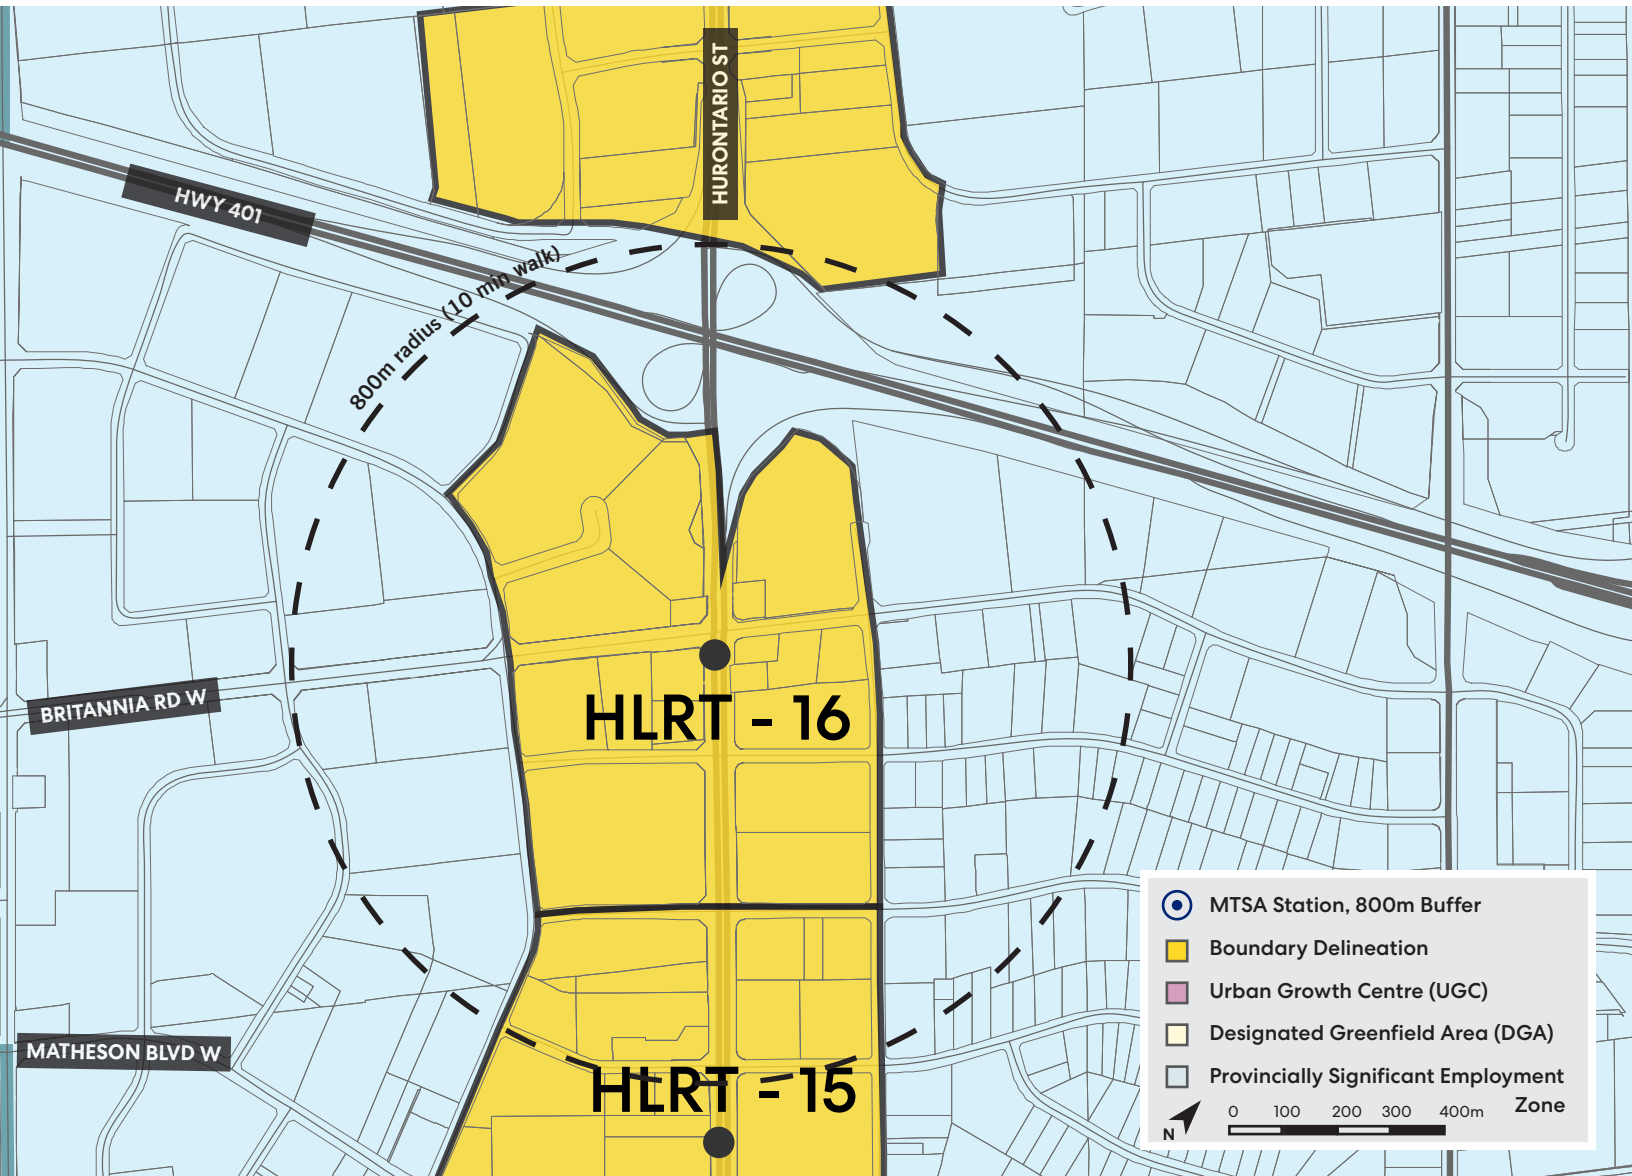 HURONTARIO ST
HWY 401
800m radius (10 min walk)
BRITANNIA RD W
HLRT - 16
MATHESON BLVD W
HLRT - 15
MTSA Station, 800m Buffer
Boundary Delineation
Urban Growth Centre (UGC)
Designated Greenfield Area (DGA)
Provincially Significant Employment
Zone
0 100 200 300 400m
N